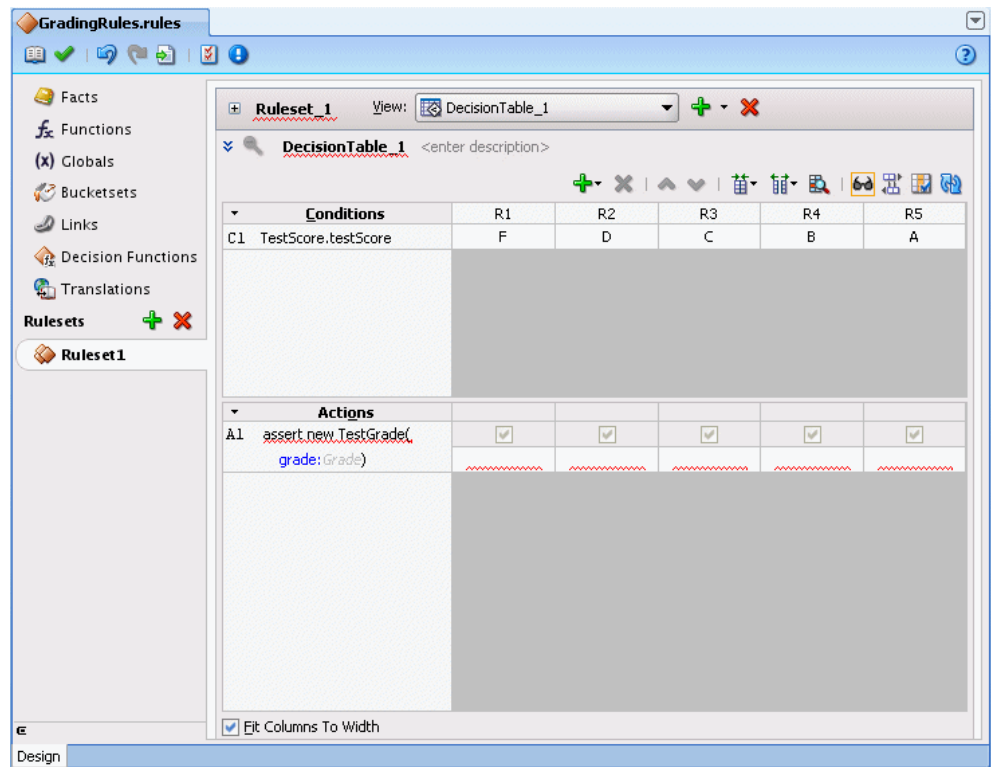 GradingRules.rules
Facts
fx Functions
(x) Globals
Bucketsets
Links
Decision Functions
Translations
Rulesets
Ruleset1
Ruleset_1 View: DecisionTable_1
DecisionTable_1 <enter description>
Conditions R1 R2 R3 R4 R5
C1 TestScore.testScore F D C B A
Actions
A1 assert new TestGrade(
grade:Grade)
Fit Columns To Width
Design